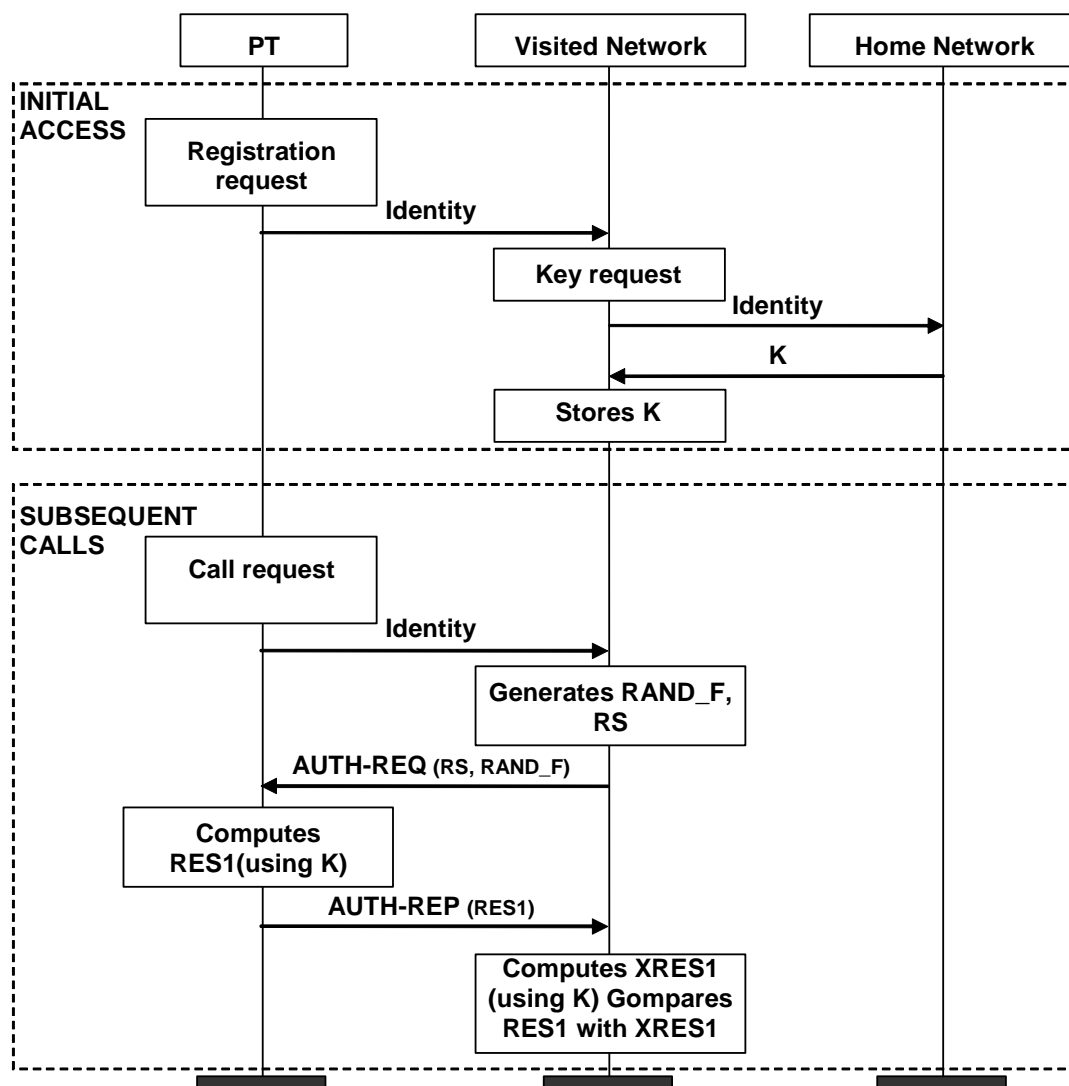 PT
Visited Network
Home Network
INITIAL
ACCESS
Registration
request
Identity
Key request
Identity
K
Stores K
SUBSEQUENT
CALLS
Call request
Identity
Generates RAND_F,
RS
AUTH-REQ (RS, RAND_F)
Computes
RES1(using K)
AUTH-REP (RES1)
Computes XRES1
(using K) Gompares
RES1 with XRES1